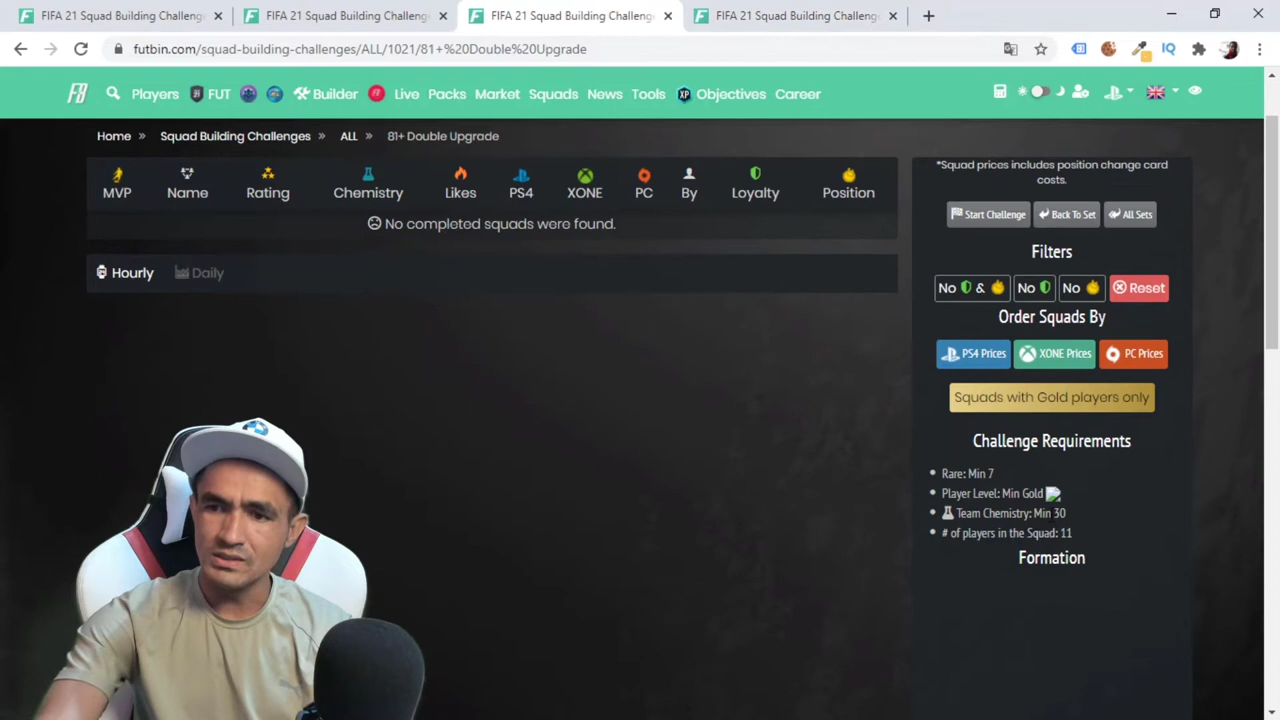 FIFA 21 Squad Building Challenge
FIFA 21 Squad Building Challenge
FIFA 21 Squad Building Challenge
FIFA 21 Squad Building Challenge
futbin.com/squad-building-challenges/ALL/1021/81+%20Double%20Upgrade
F8 Players FUT Builder Live Packs Market Squads News Tools XP Objectives Career
Home » Squad Building Challenges » ALL » 81+ Double Upgrade
MVP Name Rating Chemistry Likes PS4 XONE PC By Loyalty Position
No completed squads were found.
Hourly Daily
*Squad prices includes position change card
costs.
Start Challenge Back To Set All Sets
Filters
No & No No Reset
Order Squads By
PS4 Prices XONE Prices PC Prices
Squads with Gold players only
Challenge Requirements
Rare: Min 7
Player Level: Min Gold
Team Chemistry: Min 30
# of players in the Squad: 11
Formation